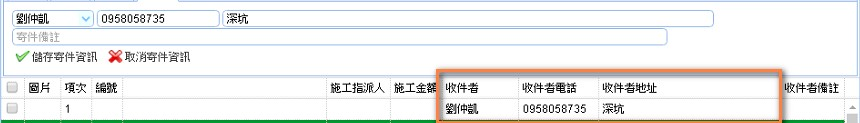 劉仲凱 0958058735 深坑
寄件備註
儲存寄件資訊 取消寄件資訊
圖片 項次 編號 施工指派人 施工金額 收件者 收件者電話 收件者地址 收件者備註
1 劉仲凱 0958058735 深坑